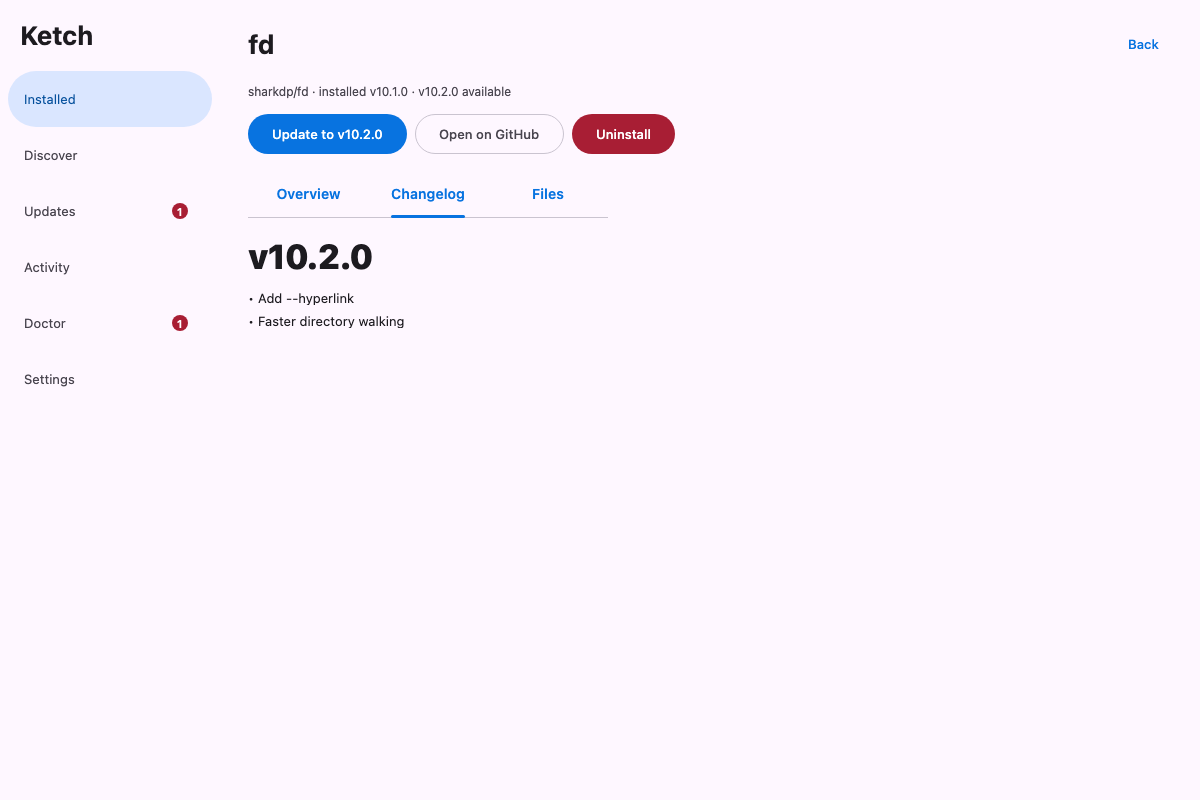 Ketch
Installed
Discover
Updates 1
Activity
Doctor 1
Settings
fd
Back
sharkdp/fd · installed v10.1.0 · v10.2.0 available
Update to v10.2.0
Open on GitHub
Uninstall
Overview
Changelog
Files
v10.2.0
• Add --hyperlink
• Faster directory walking